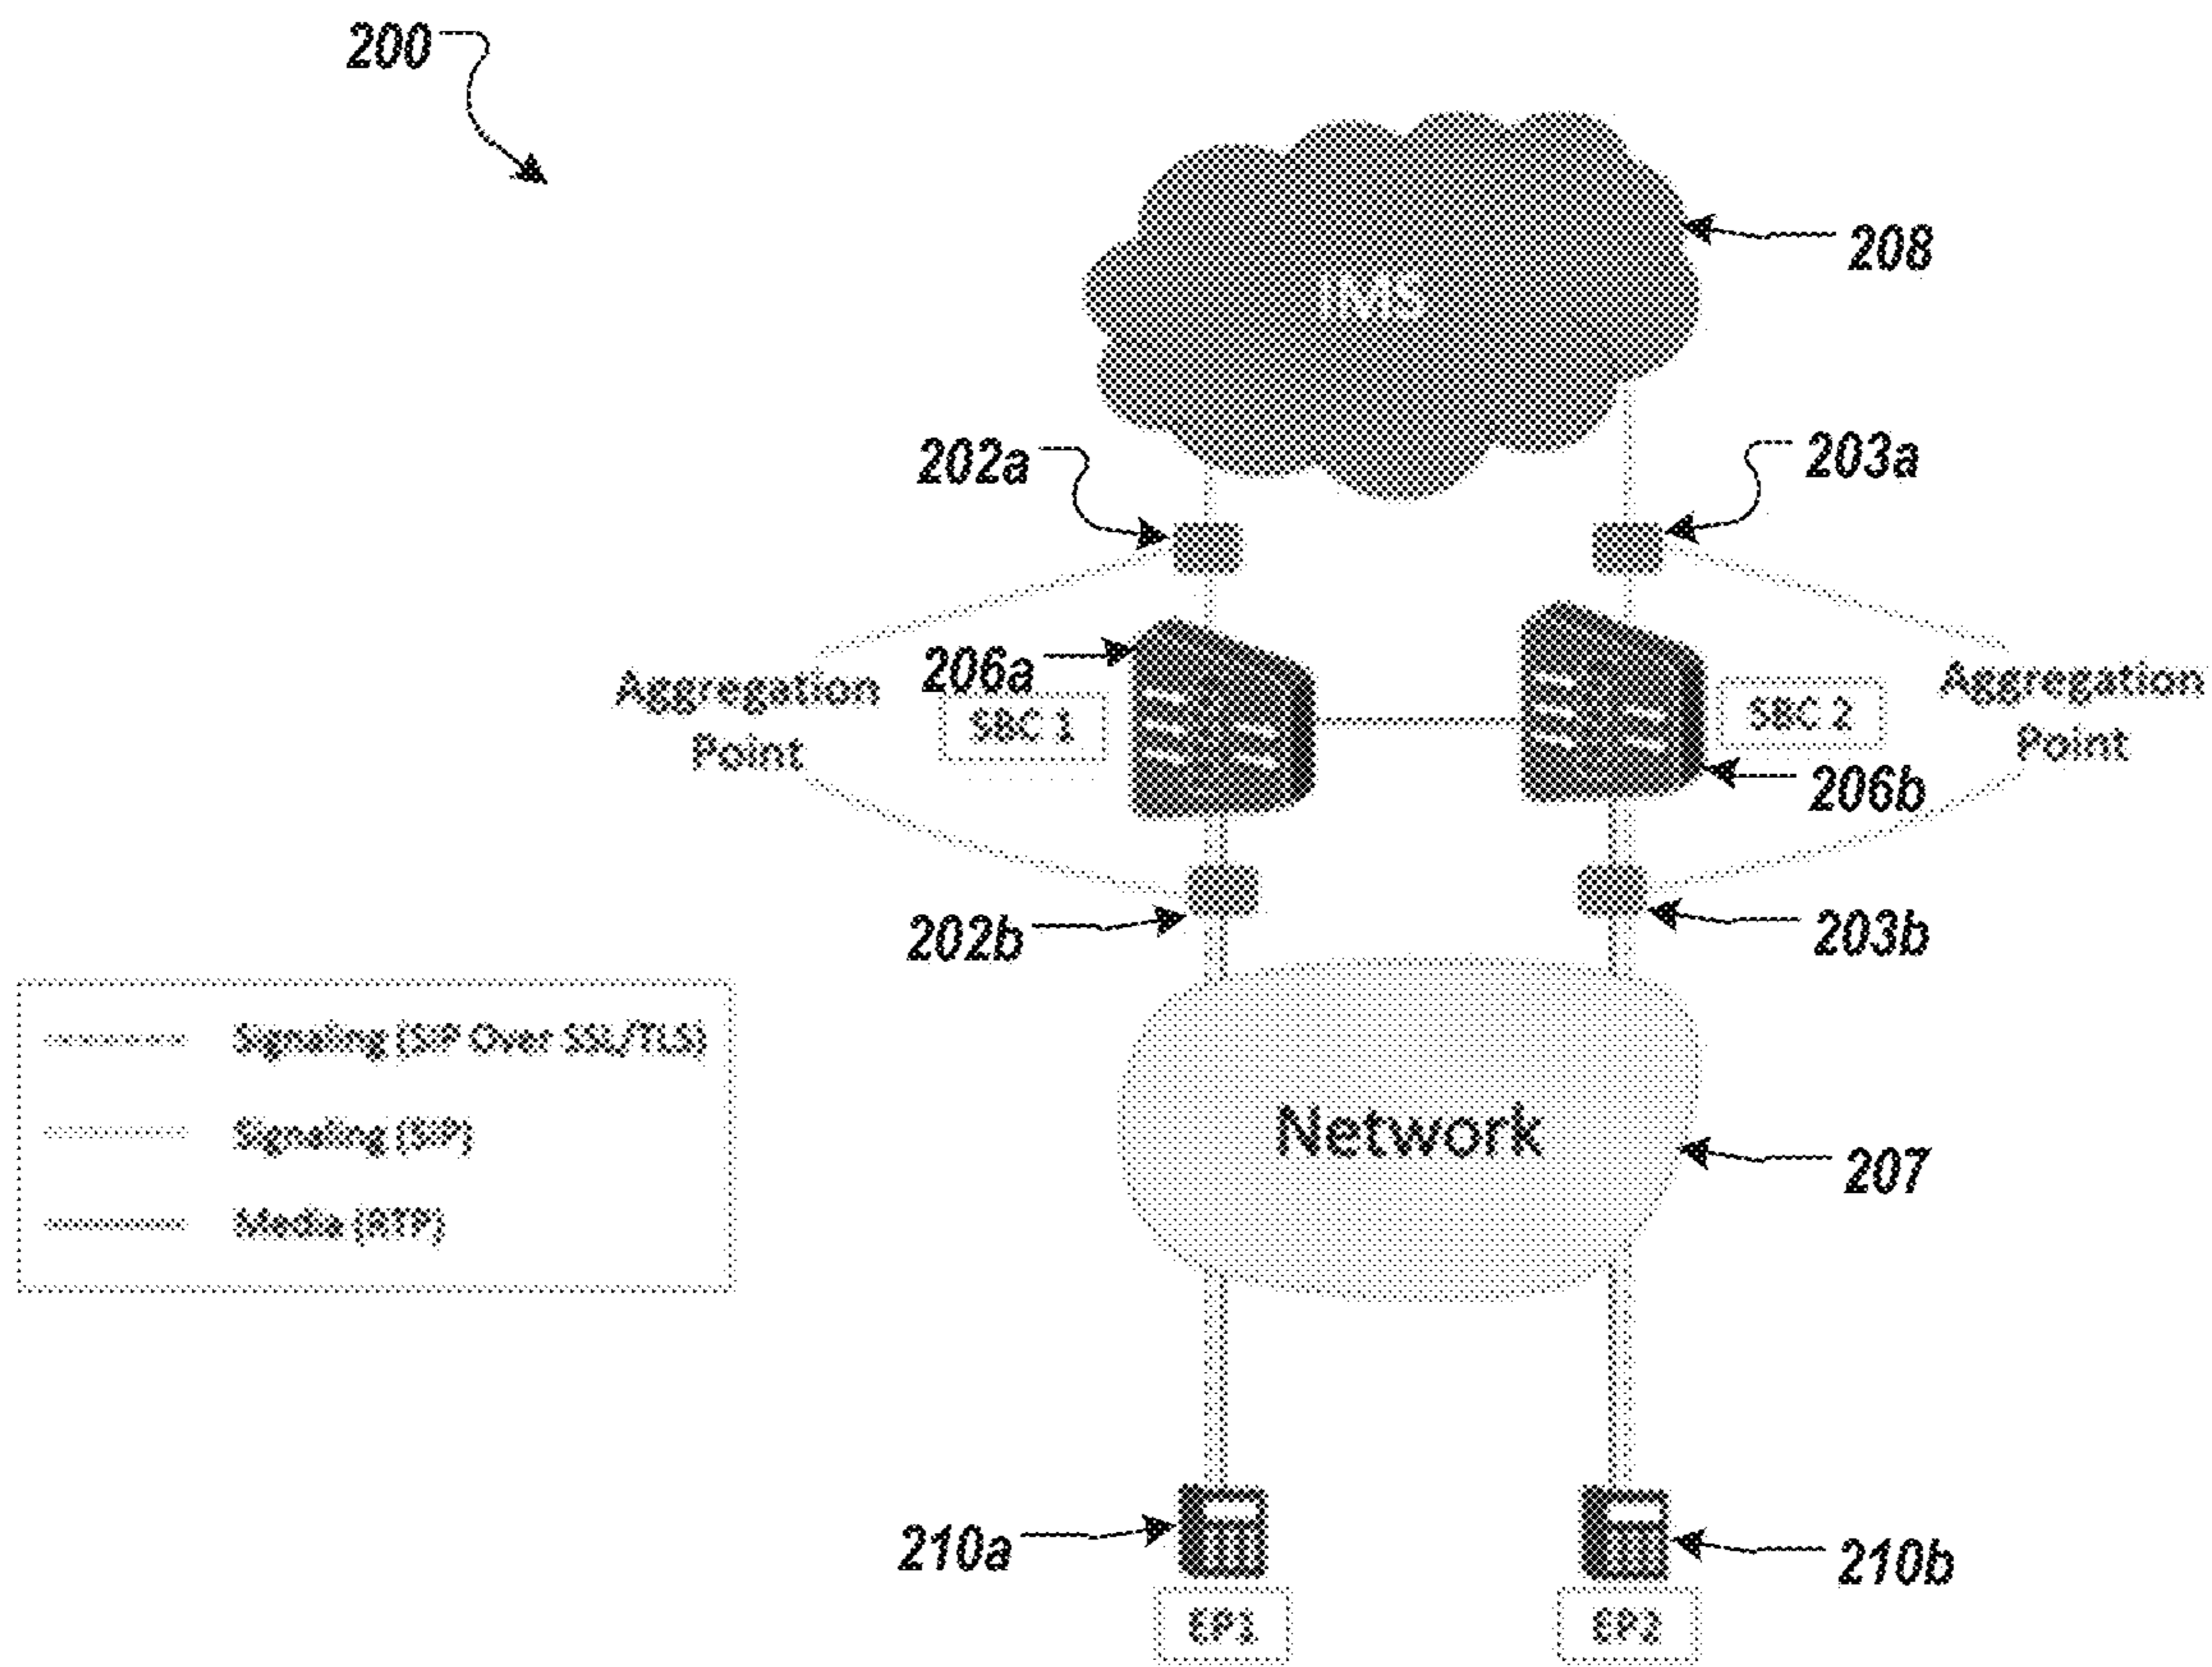 200
IMS
208
202a
203a
206a
Aggregation
Point
SBC 1
SBC 2
Aggregation
Point
206b
202b
203b
Signaling (SIP Over SSL/TLS)
Signaling (SIP)
Media (RTP)
Network
207
210a
210b
EP1
EP2